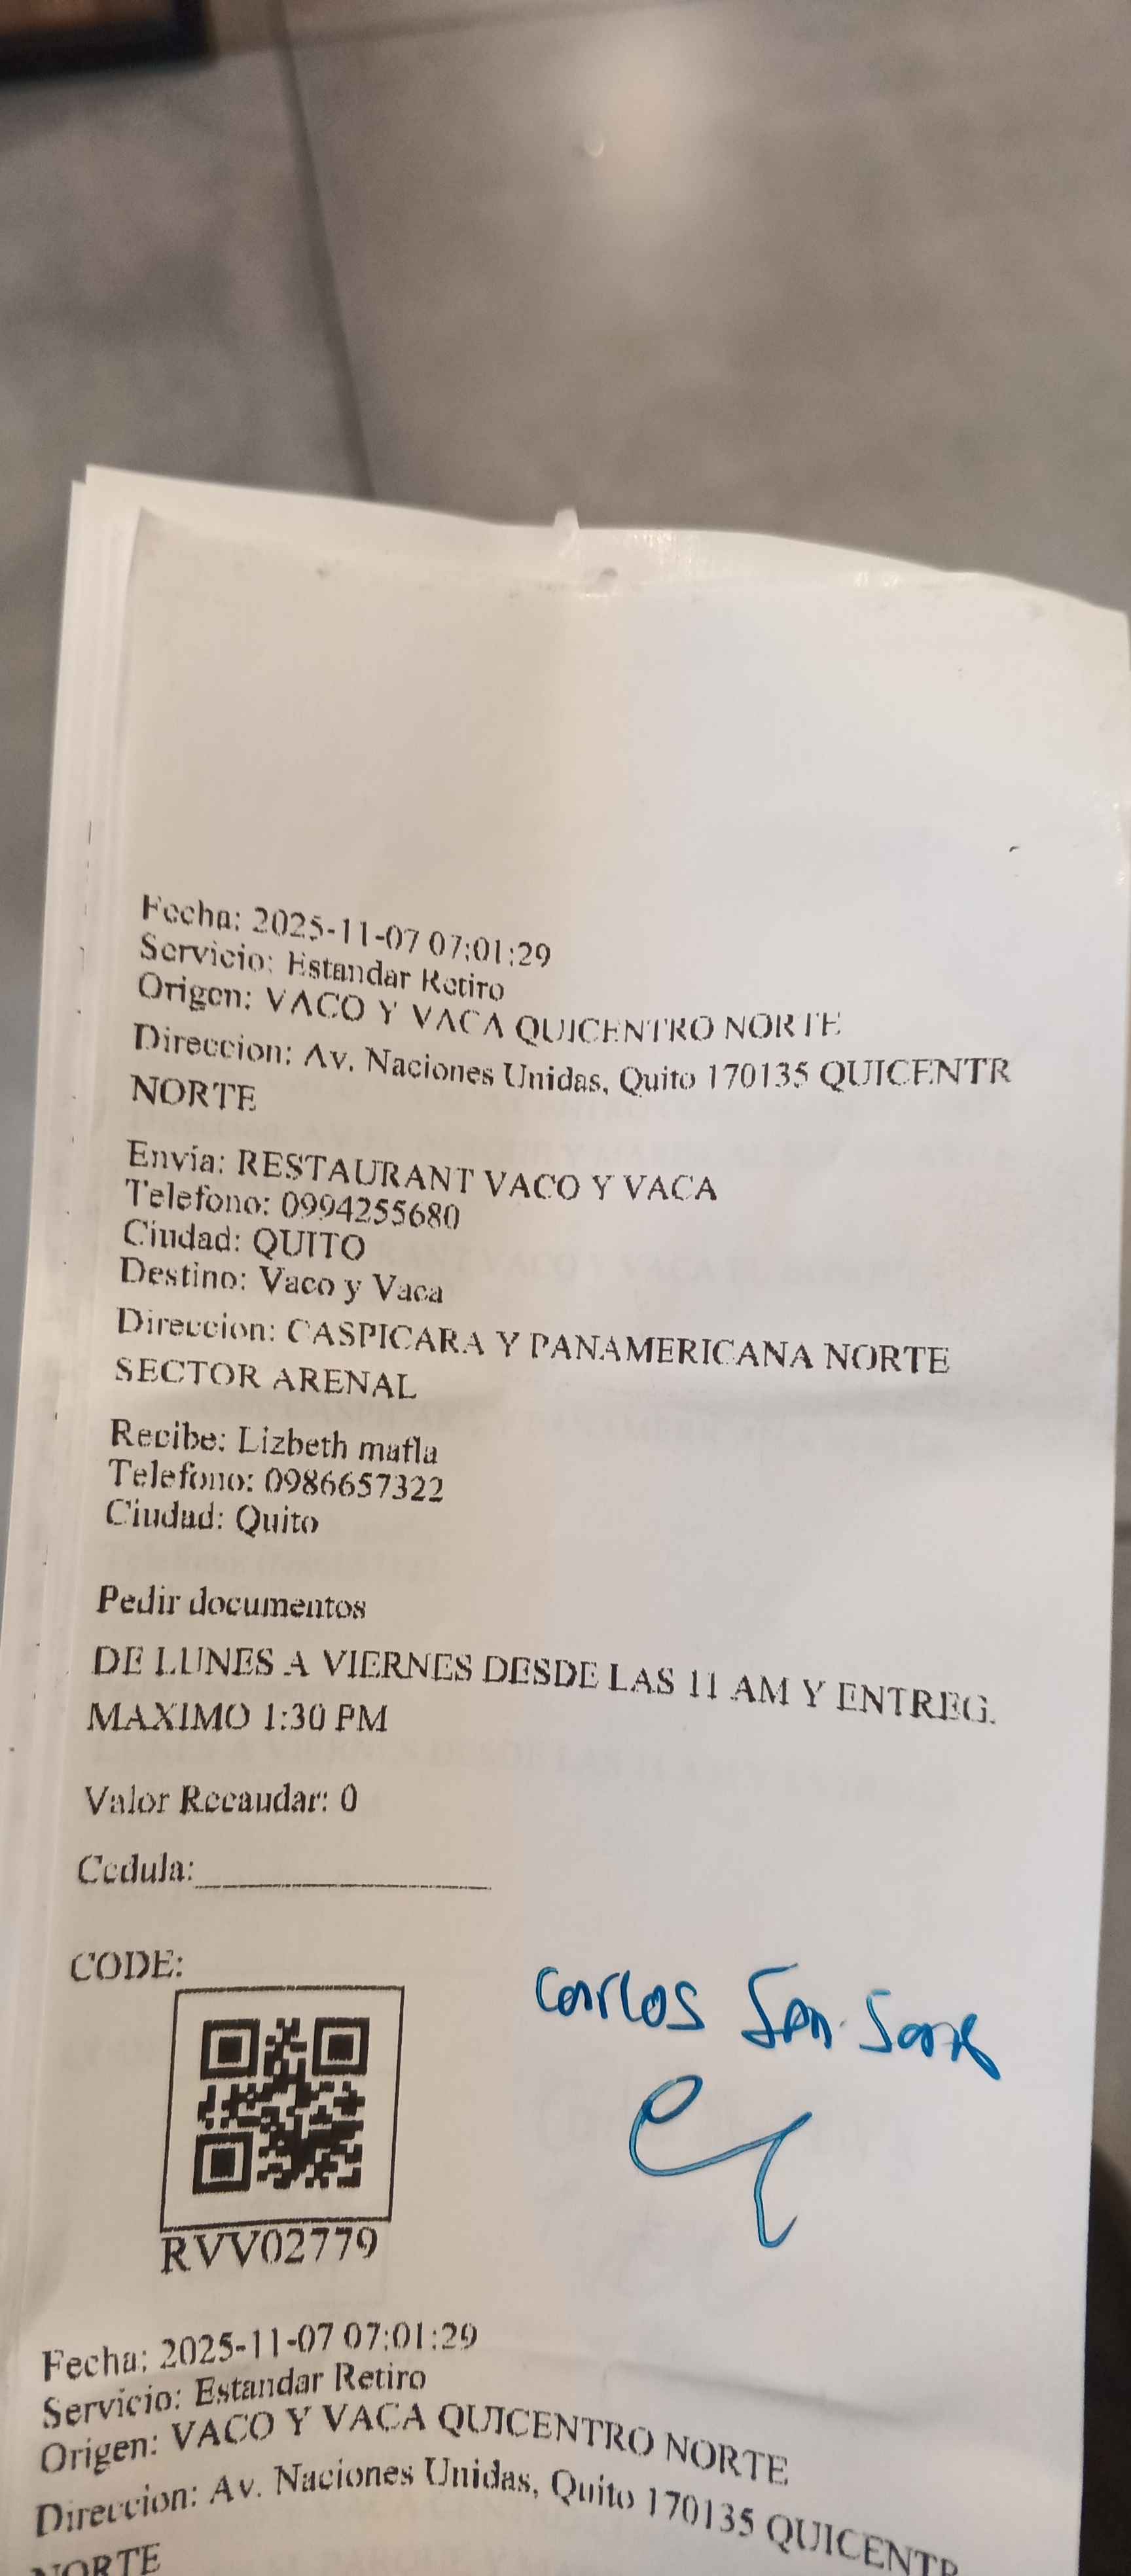 Fecha: 2025-11-07 07:01:29
Servicio: Estandar Retiro
Origen: VACO Y VACA QUICENTRO NORTE
Direccion: Av. Naciones Unidas, Quito 170135 QUICENTR
NORTE
Envia: RESTAURANT VACO Y VACA
Telefono: 0994255680
Ciudad: QUITO
Destino: Vaco y Vaca
Direccion: CASPICARA Y PANAMERICANA NORTE
SECTOR ARENAL
Recibe: Lizbeth mafla
Telefono: 0986657322
Ciudad: Quito
Pedir documentos
DE LUNES A VIERNES DESDE LAS 11 AM Y ENTREG.
MAXIMO 1:30 PM
Valor Recaudar: 0
Cedula:
CODE:
Carlos
RVV02779
Fecha: 2025-11-07 07:01:29
Servicio: Estandar Retiro
Origen: VACO Y VACA QUICENTRO NORTE
Direccion: Av. Naciones Unidas, Quito 170135 QUICENTR
NORTE